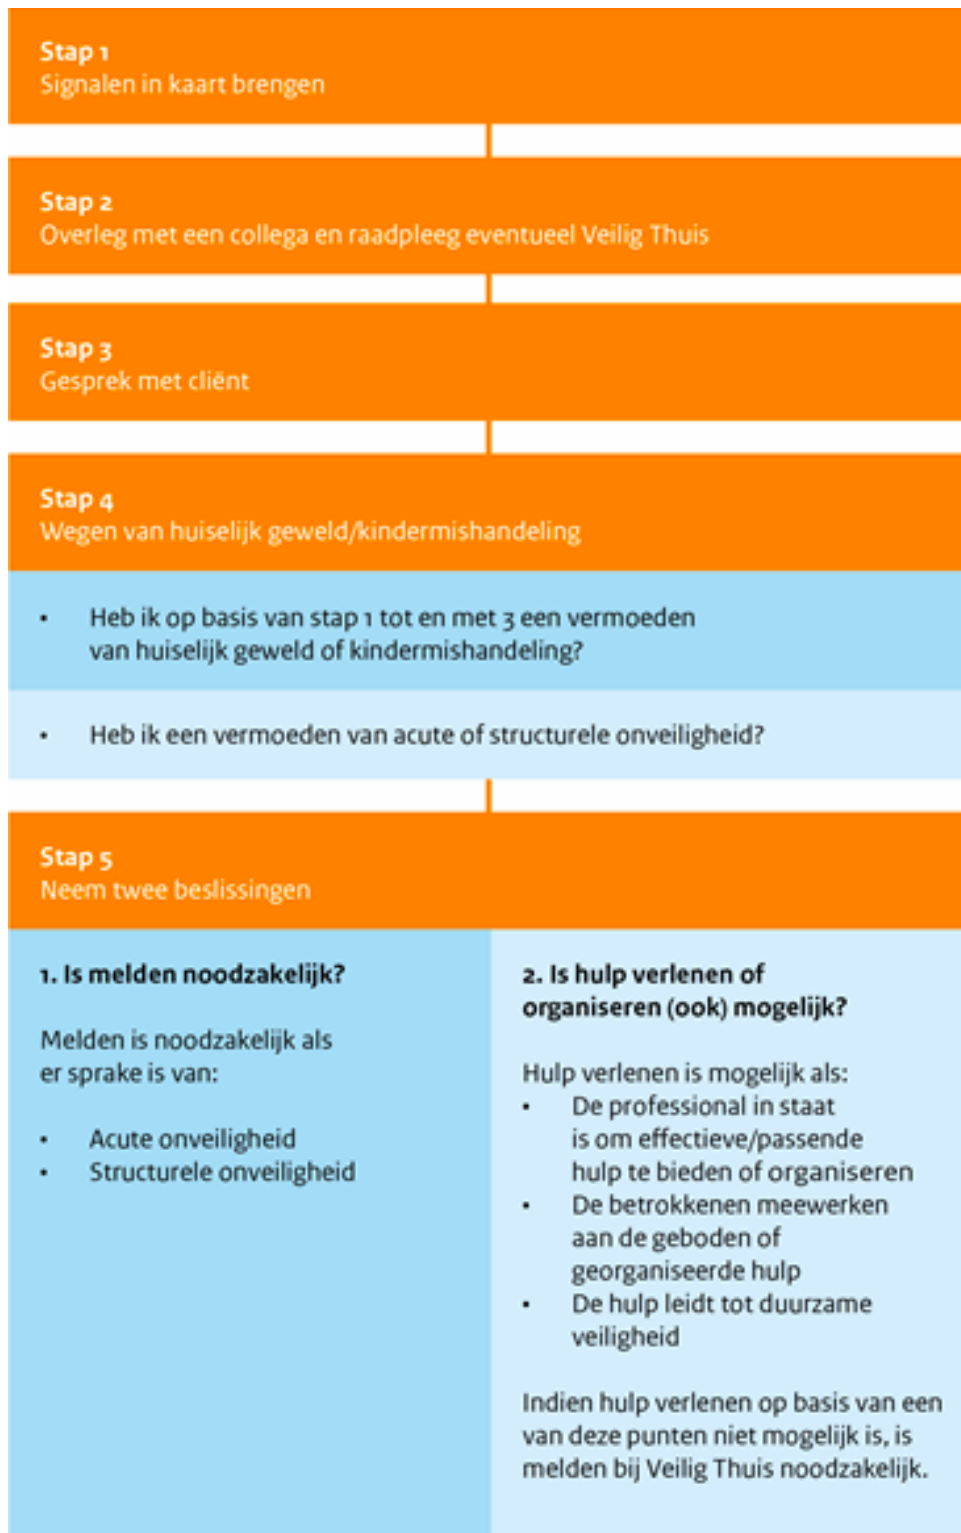 Stap 1
Signalen in kaart brengen
Stap 2
Overleg met een collega en raadpleeg eventueel Veilig Thuis
Stap 3
Gesprek met cliënt
Stap 4
Wegen van huiselijk geweld/kindermishandeling
• Heb ik op basis van stap 1 tot en met 3 een vermoeden
van huiselijk geweld of kindermishandeling?
• Heb ik een vermoeden van acute of structurele onveiligheid?
Stap 5
Neem twee beslissingen
1. Is melden noodzakelijk?
Melden is noodzakelijk als
er sprake is van:
• Acute onveiligheid
• Structurele onveiligheid
2. Is hulp verlenen of
organiseren (ook) mogelijk?
Hulp verlenen is mogelijk als:
• De professional in staat
is om effectieve/passende
hulp te bieden of organiseren
• De betrokkenen meewerken
aan de geboden of
georganiseerde hulp
• De hulp leidt tot duurzame
veiligheid
Indien hulp verlenen op basis van een
van deze punten niet mogelijk is, is
melden bij Veilig Thuis noodzakelijk.